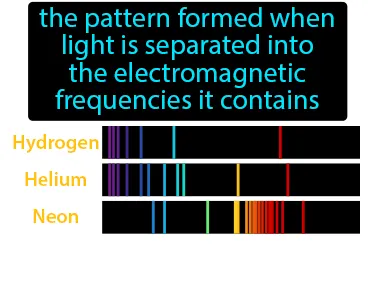 the pattern formed when
light is separated into
the electromagnetic
frequencies it contains
Hydrogen
Helium
Neon